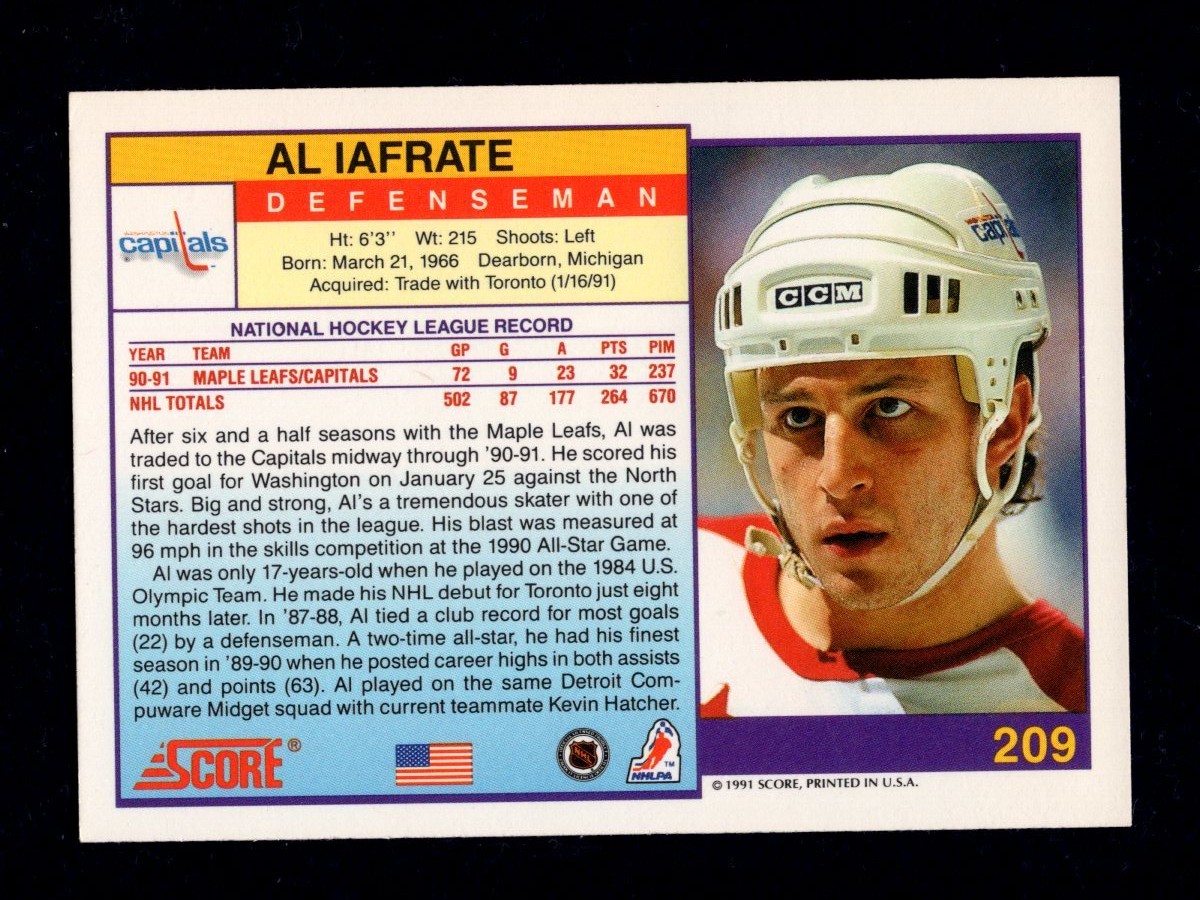 AL IAFRATE
DEFENSEMAN
WASHINGTON
capitals
Ht: 6'3'' Wt: 215 Shoots: Left
Born: March 21, 1966 Dearborn, Michigan
Acquired: Trade with Toronto (1/16/91)
NATIONAL HOCKEY LEAGUE RECORD
YEAR TEAM GP G A PTS PIM
90-91 MAPLE LEAFS/CAPITALS 72 9 23 32 237
NHL TOTALS 502 87 177 264 670
After six and a half seasons with the Maple Leafs, Al was
traded to the Capitals midway through '90-91. He scored his
first goal for Washington on January 25 against the North
Stars. Big and strong, Al's a tremendous skater with one of
the hardest shots in the league. His blast was measured at
96 mph in the skills competition at the 1990 All-Star Game.
Al was only 17-years-old when he played on the 1984 U.S.
Olympic Team. He made his NHL debut for Toronto just eight
months later. In '87-88, Al tied a club record for most goals
(22) by a defenseman. A two-time all-star, he had his finest
season in '89-90 when he posted career highs in both assists
(42) and points (63). Al played on the same Detroit Com-
puware Midget squad with current teammate Kevin Hatcher.
SCORE®
NHL
NHLPA TM
CCM
capitals
209
© 1991 SCORE, PRINTED IN U.S.A.